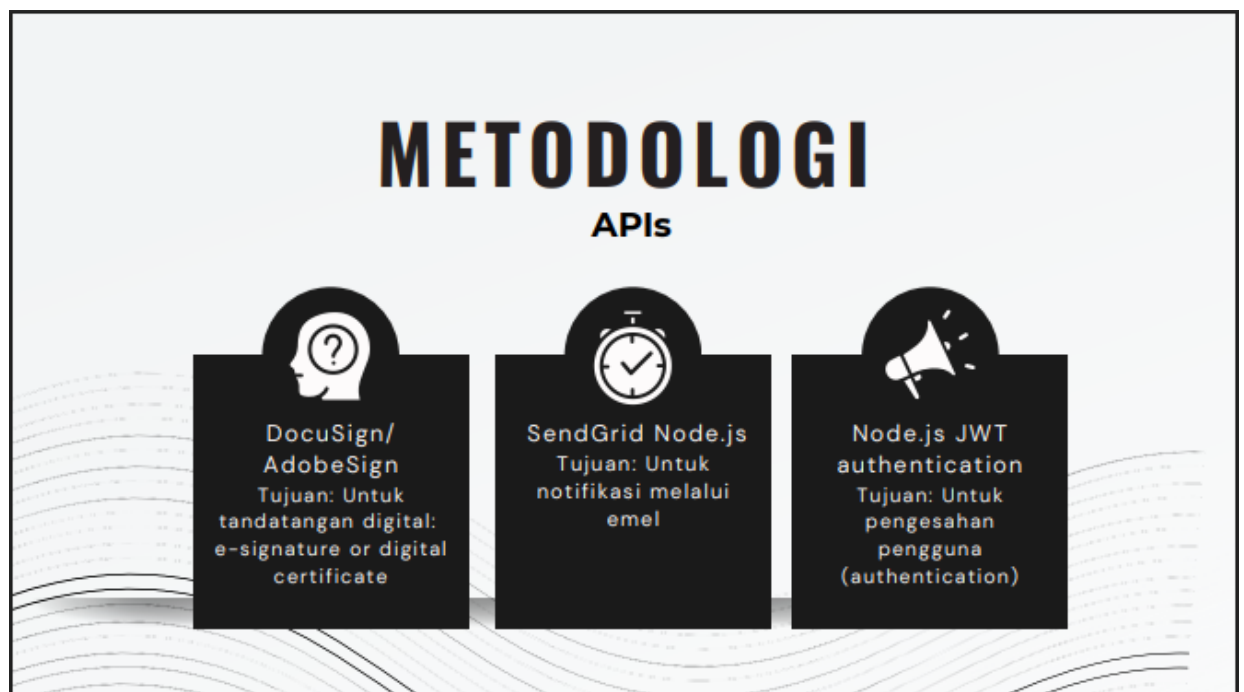 METODOLOGI
APIs
DocuSign/
AdobeSign
Tujuan: Untuk
tandatangan digital:
e-signature or digital
certificate
SendGrid Node.js
Tujuan: Untuk
notifikasi melalui
emel
Node.js JWT
authentication
Tujuan: Untuk
pengesahan
pengguna
(authentication)